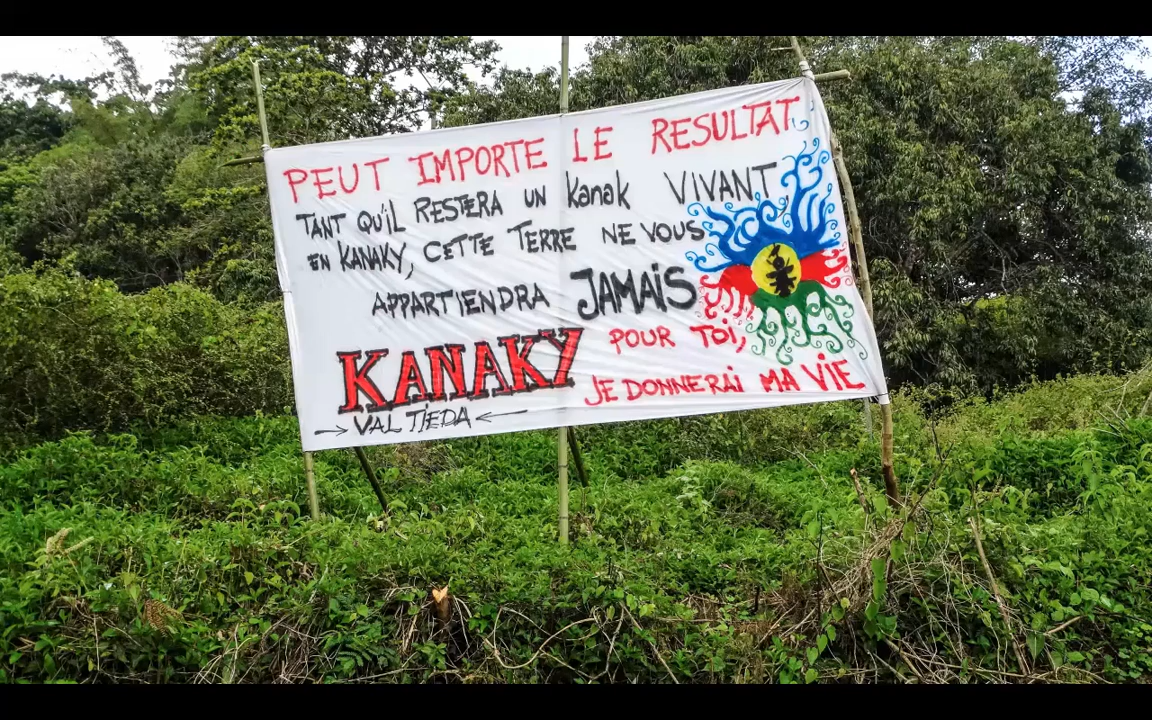 PEUT IMPORTE LE RESULTAT
TANT QU'IL RESTERA UN Kanak VIVANT
EN KANAKY, CETTE TERRE NE VOUS
APPARTIENDRA JAMAIS
KANAKY POUR TOI,
JE DONNERAI MA VIE
→ VAL TIEDA ←